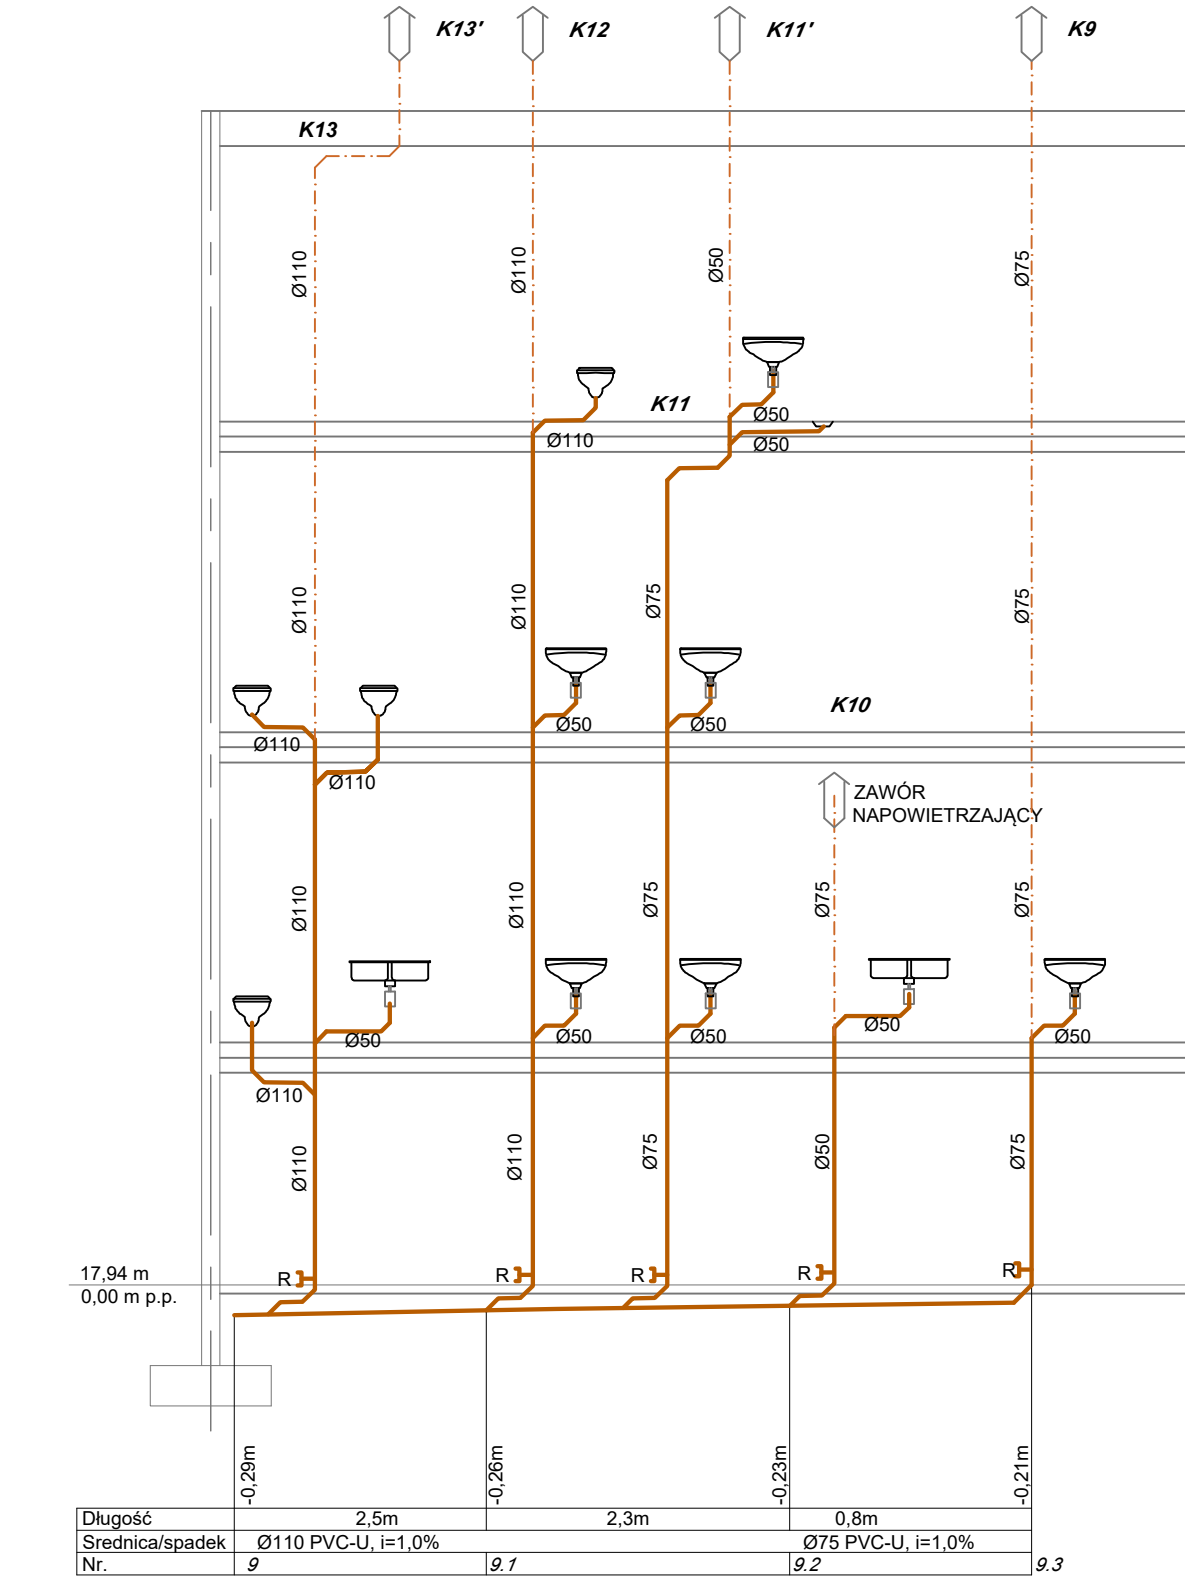 K13'
K12
K11'
K9
K13
Ø110
Ø110
Ø50
Ø75
K11
Ø50
Ø110
Ø50
Ø110
Ø110
Ø75
Ø75
K10
Ø50
Ø50
Ø110
Ø110
ZAWÓR
NAPOWIETRZAJĄCY
Ø110
Ø110
Ø75
Ø75
Ø75
Ø50
Ø50
Ø50
Ø50
Ø50
Ø110
Ø110
Ø110
Ø75
Ø50
Ø75
R
R
R
R
R
17,94 m
0,00 m p.p.
-0,29m
-0,26m
-0,23m
-0,21m
Długość 2,5m 2,3m 0,8m
Srednica/spadek Ø110 PVC-U, i=1,0% Ø75 PVC-U, i=1,0%
Nr. 9 9.1 9.2 9.3